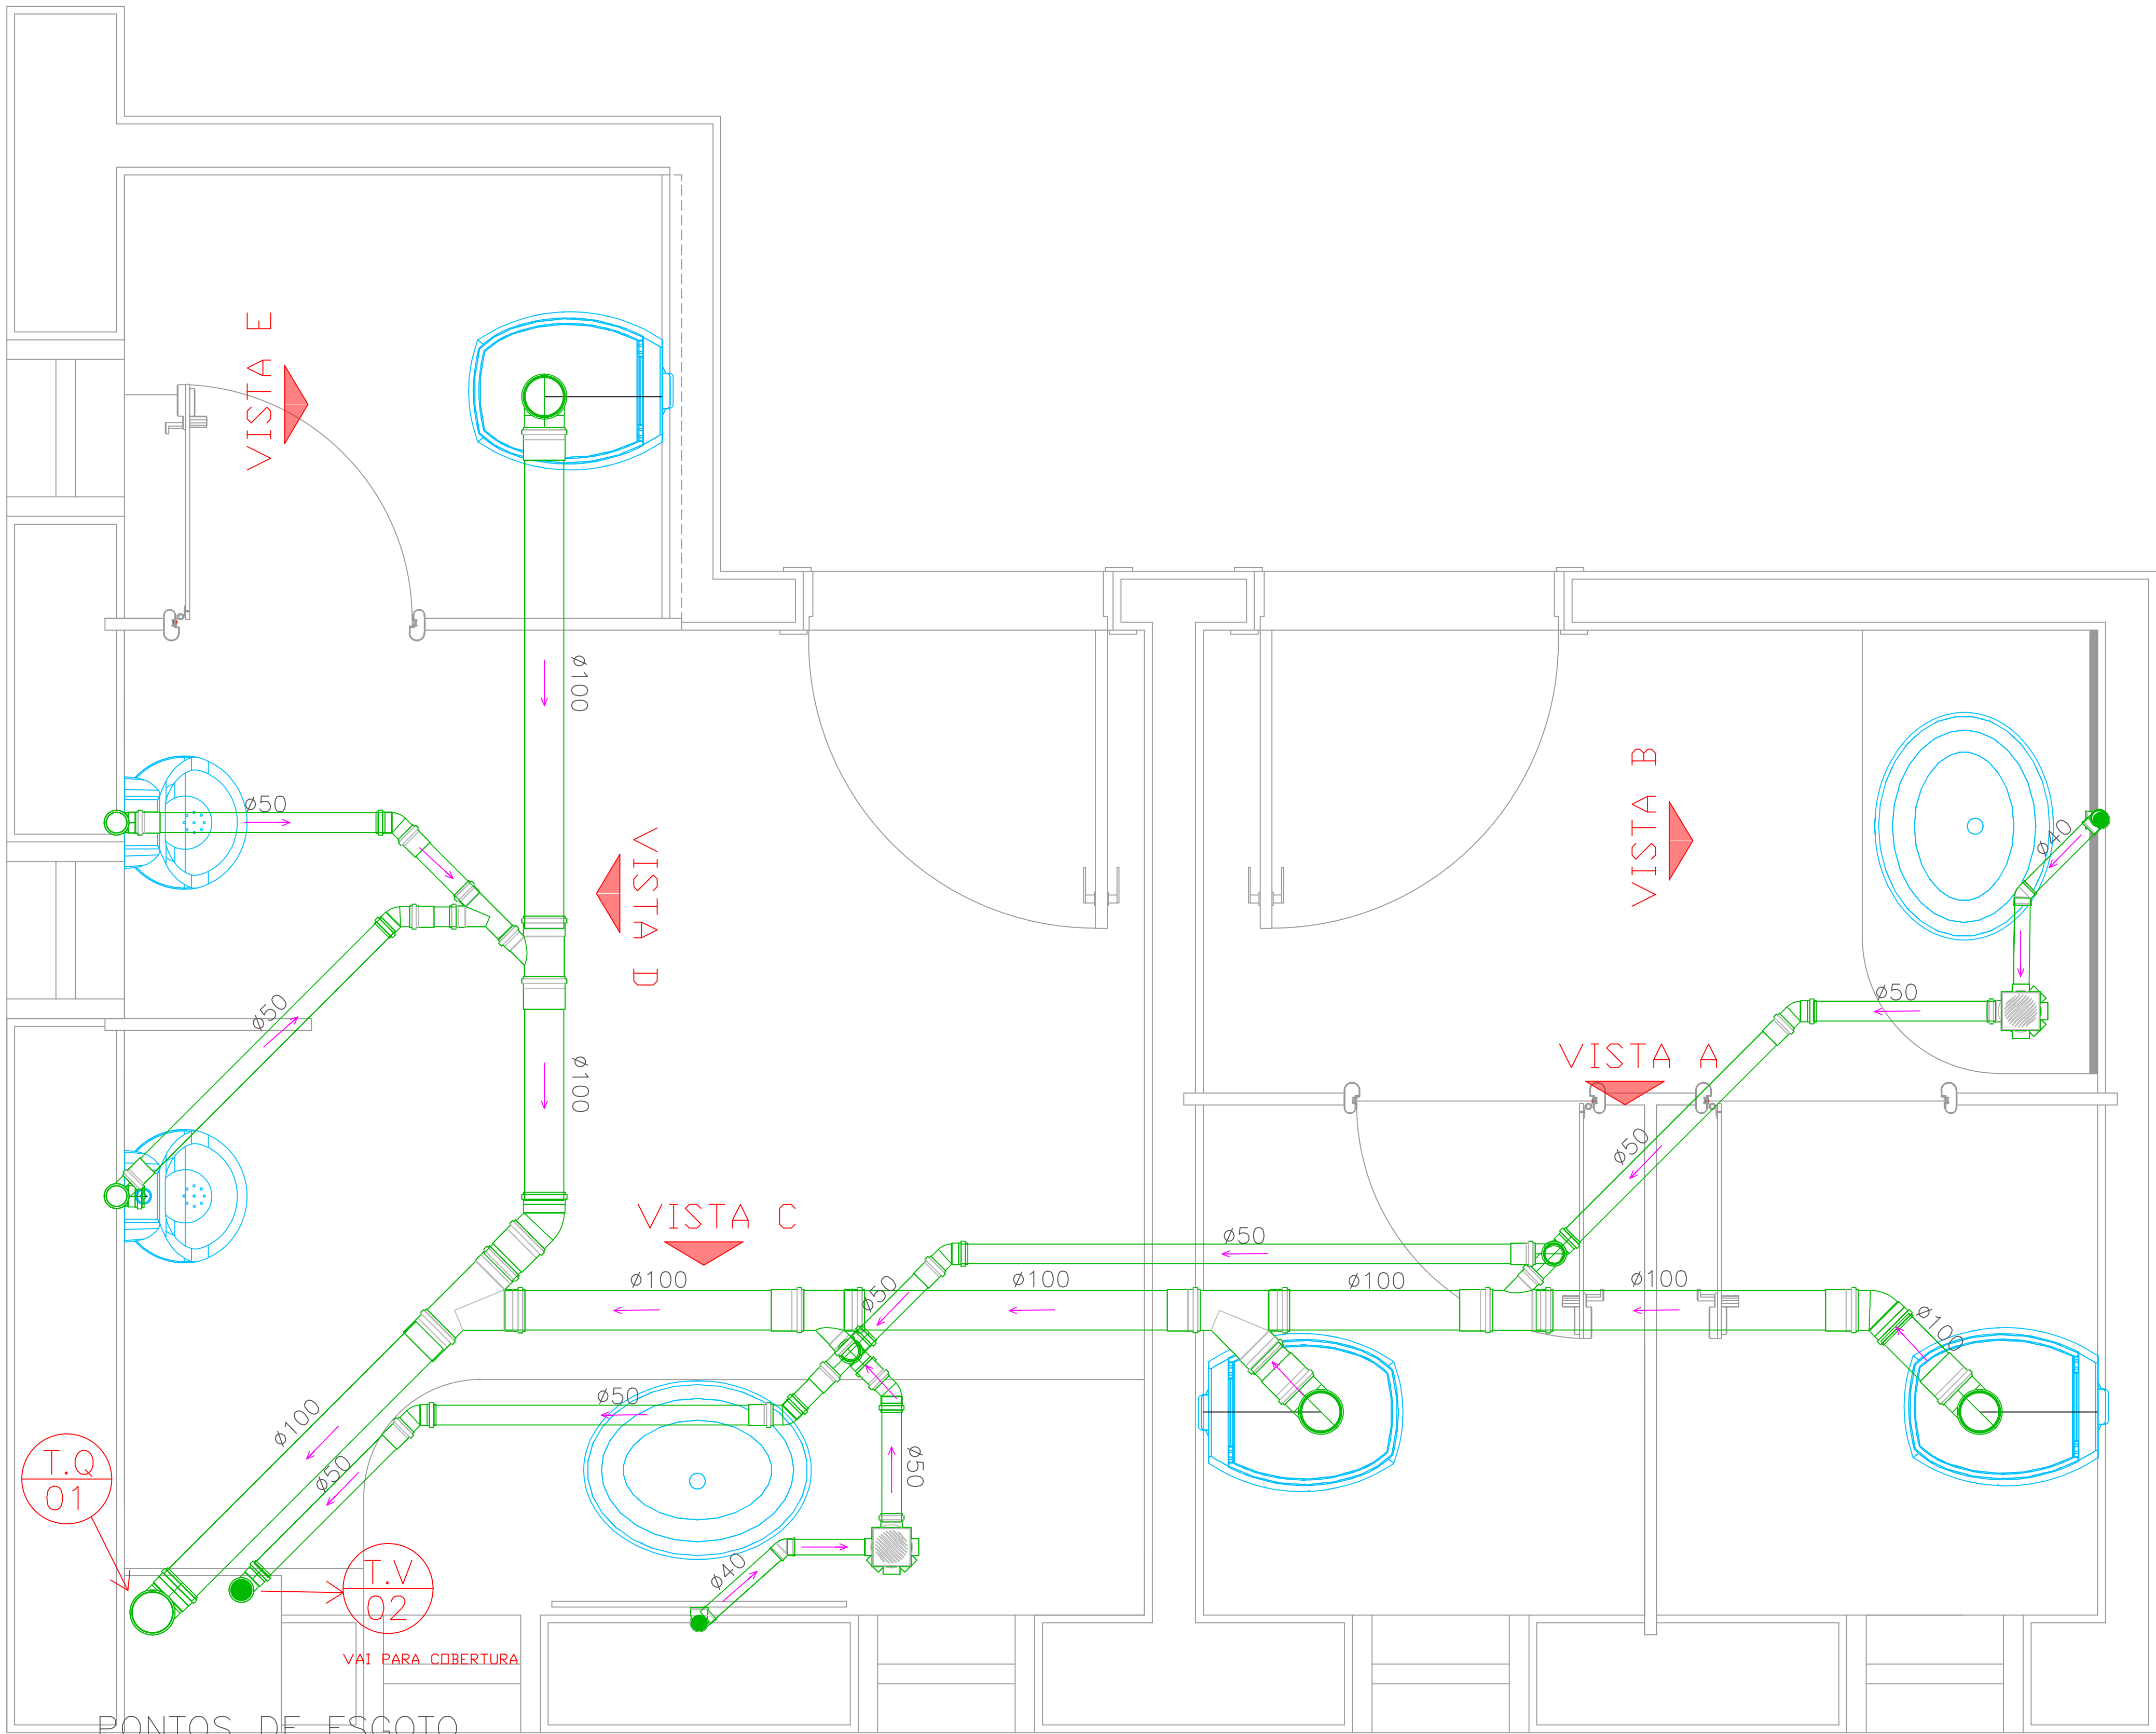 VISTA E
ø100
VISTA B
ø50
VISTA D
ø40
ø50
ø50
VISTA A
ø100
ø50
VISTA C
ø50
ø100
ø100
ø100
ø100
ø50
ø100
ø50
ø100
ø50
ø50
T.Q
01
ø40
T.V
02
VAI PARA COBERTURA
PONTOS DE ESGOTO